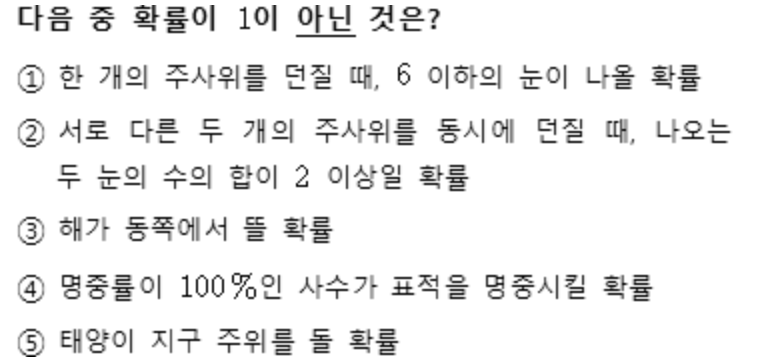 다음 중 확률이 1이 아닌 것은?
① 한 개의 주사위를 던질 때, 6 이하의 눈이 나올 확률
② 서로 다른 두 개의 주사위를 동시에 던질 때, 나오는
두 눈의 수의 합이 2 이상일 확률
③ 해가 동쪽에서 뜰 확률
④ 명중률이 100%인 사수가 표적을 명중시킬 확률
⑤ 태양이 지구 주위를 돌 확률